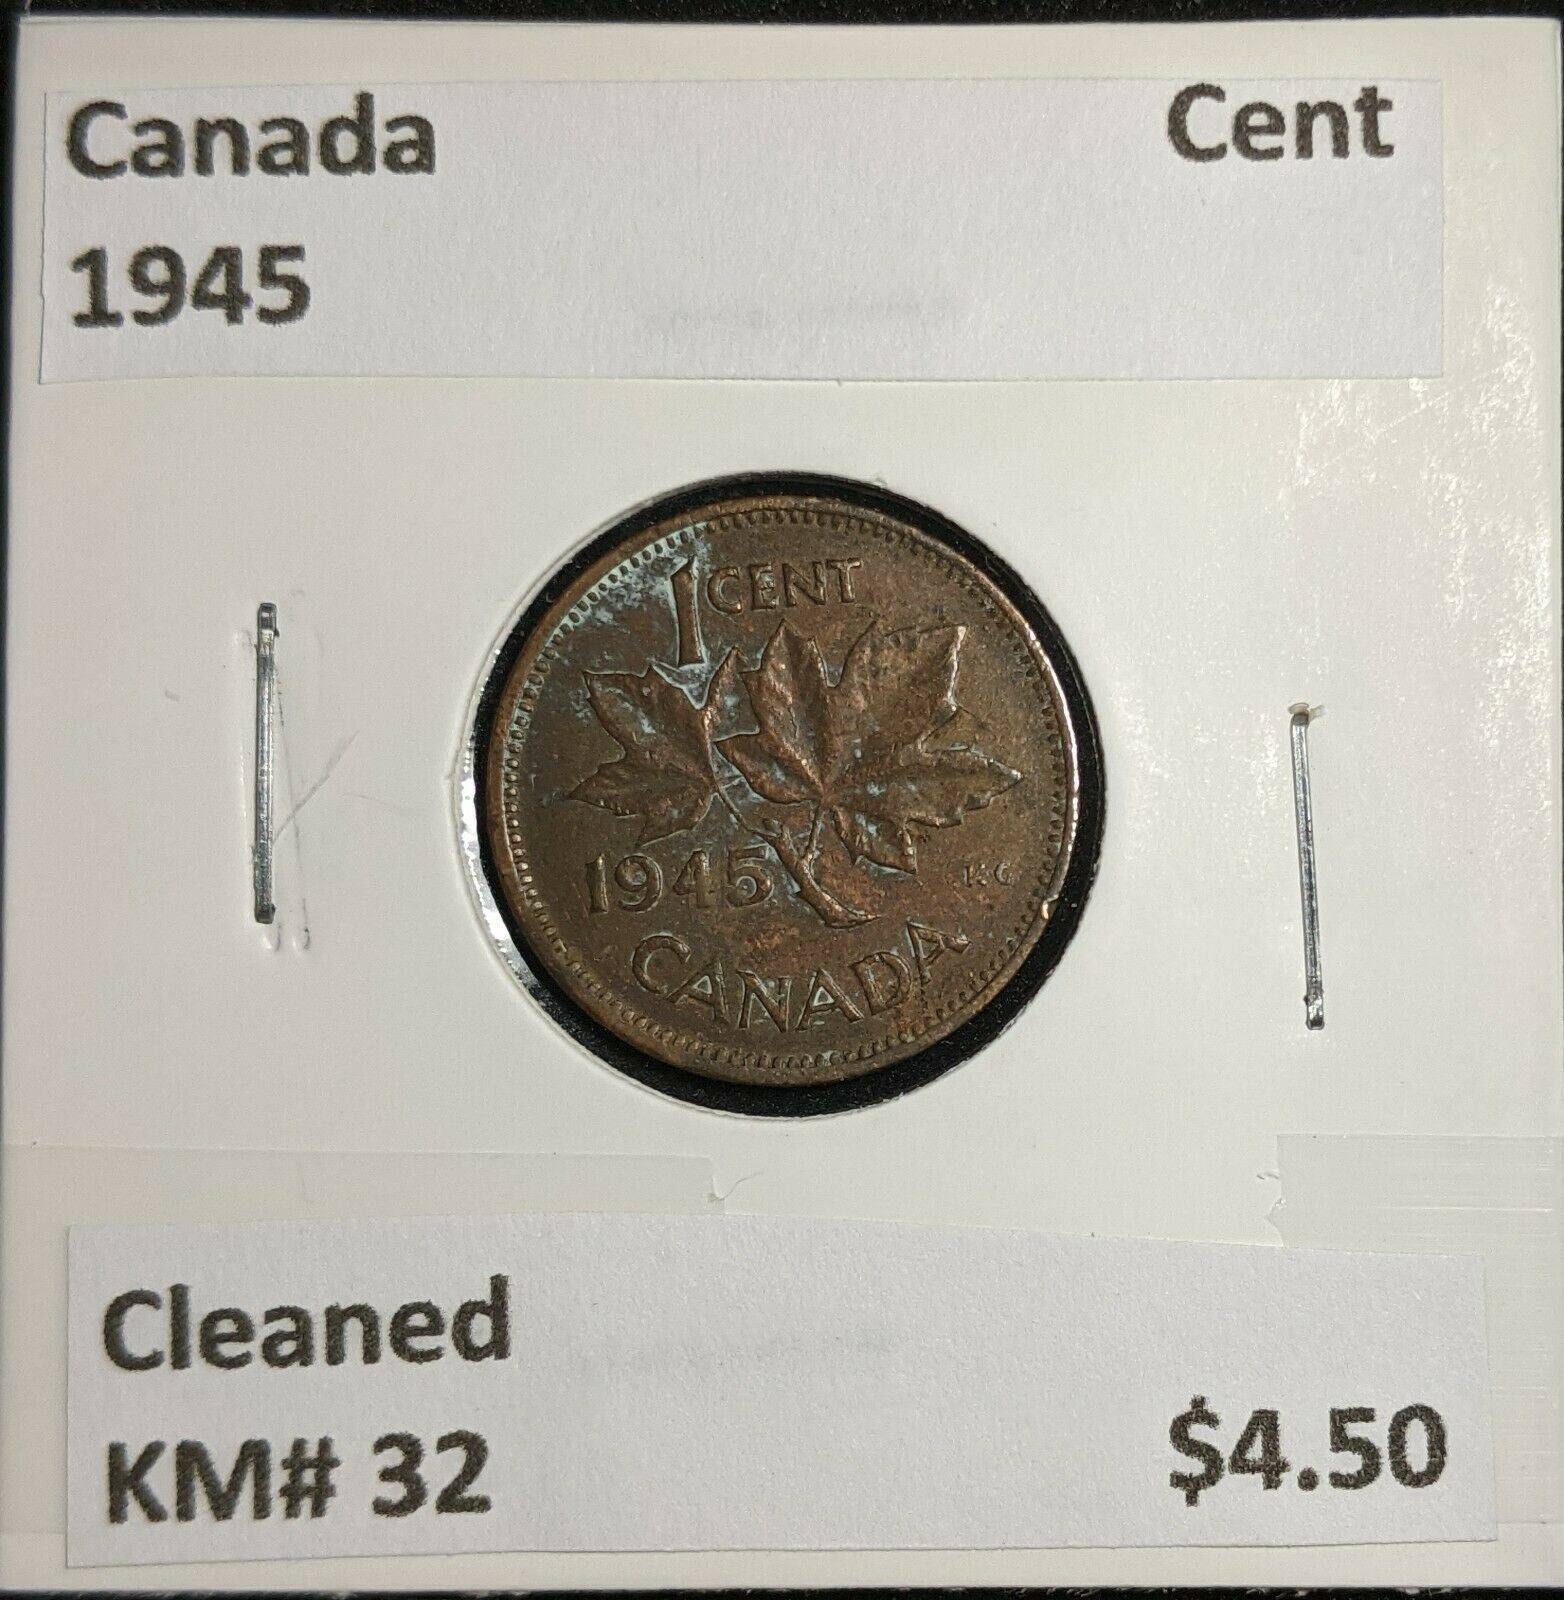 Canada Cent
1945
1 CENT
1945
KG
CANADA
Cleaned
KM# 32 $4.50